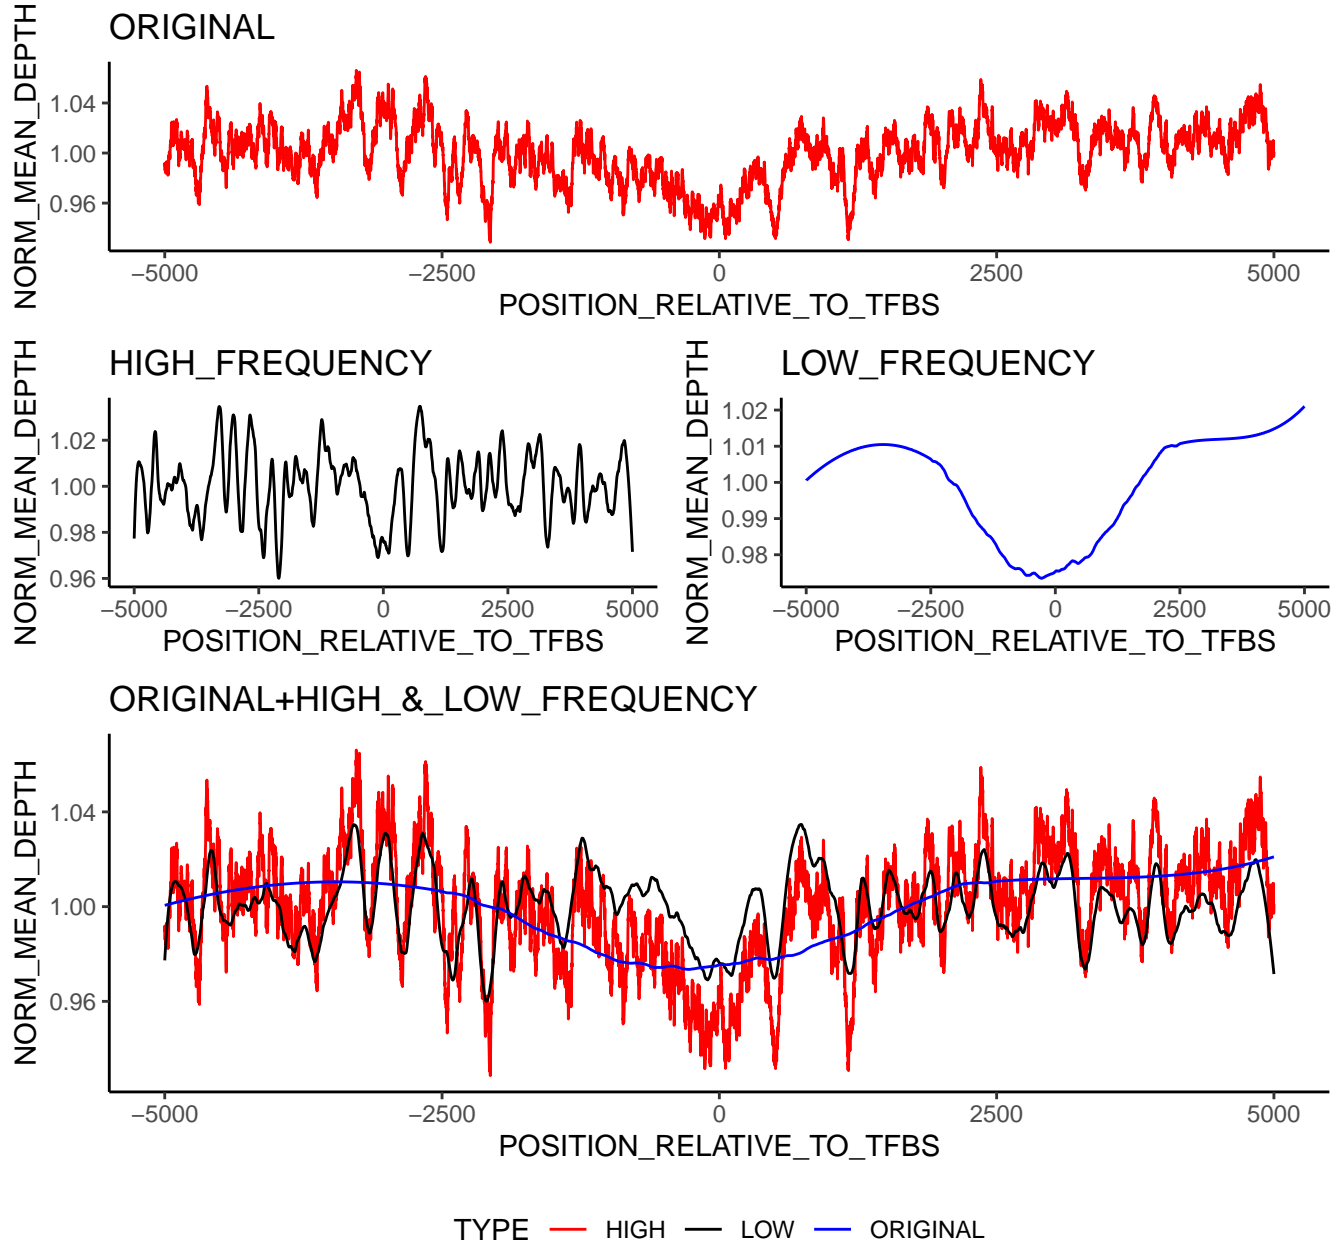 ORIGINAL
NORM_MEAN_DEPTH
1.04
1.00
0.96
−5000 −2500 0 2500 5000
POSITION_RELATIVE_TO_TFBS
HIGH_FREQUENCY
NORM_MEAN_DEPTH
1.02
1.00
0.98
0.96
−5000 −2500 0 2500 5000
POSITION_RELATIVE_TO_TFBS
LOW_FREQUENCY
NORM_MEAN_DEPTH
1.02
1.01
1.00
0.99
0.98
−5000 −2500 0 2500 5000
POSITION_RELATIVE_TO_TFBS
ORIGINAL+HIGH_&_LOW_FREQUENCY
NORM_MEAN_DEPTH
1.04
1.00
0.96
−5000 −2500 0 2500 5000
POSITION_RELATIVE_TO_TFBS
TYPE HIGH LOW ORIGINAL